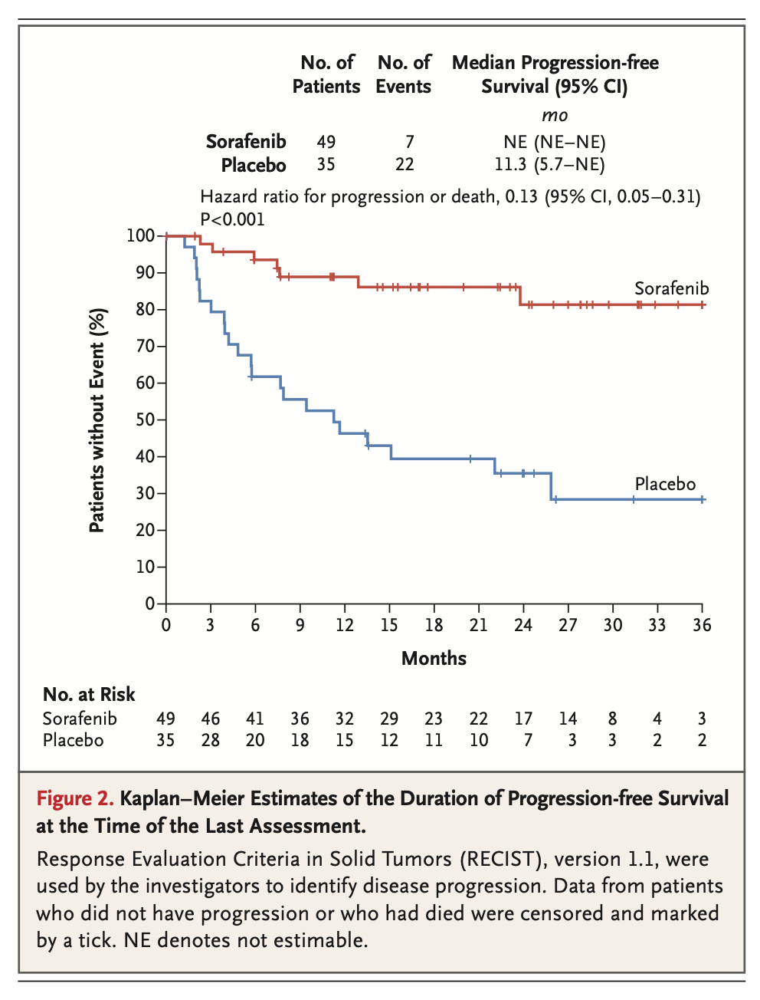 No. of No. of Median Progression-free
Patients Events Survival (95% CI)
mo
Sorafenib 49 7 NE (NE–NE)
Placebo 35 22 11.3 (5.7–NE)
Hazard ratio for progression or death, 0.13 (95% CI, 0.05–0.31)
P<0.001
Patients without Event (%)
100
90
80
70
60
50
40
30
20
10
0
Sorafenib
Placebo
0 3 6 9 12 15 18 21 24 27 30 33 36
Months
No. at Risk
Sorafenib 49 46 41 36 32 29 23 22 17 14 8 4 3
Placebo 35 28 20 18 15 12 11 10 7 3 3 2 2
Figure 2. Kaplan–Meier Estimates of the Duration of Progression-free Survival
at the Time of the Last Assessment.
Response Evaluation Criteria in Solid Tumors (RECIST), version 1.1, were
used by the investigators to identify disease progression. Data from patients
who did not have progression or who had died were censored and marked
by a tick. NE denotes not estimable.